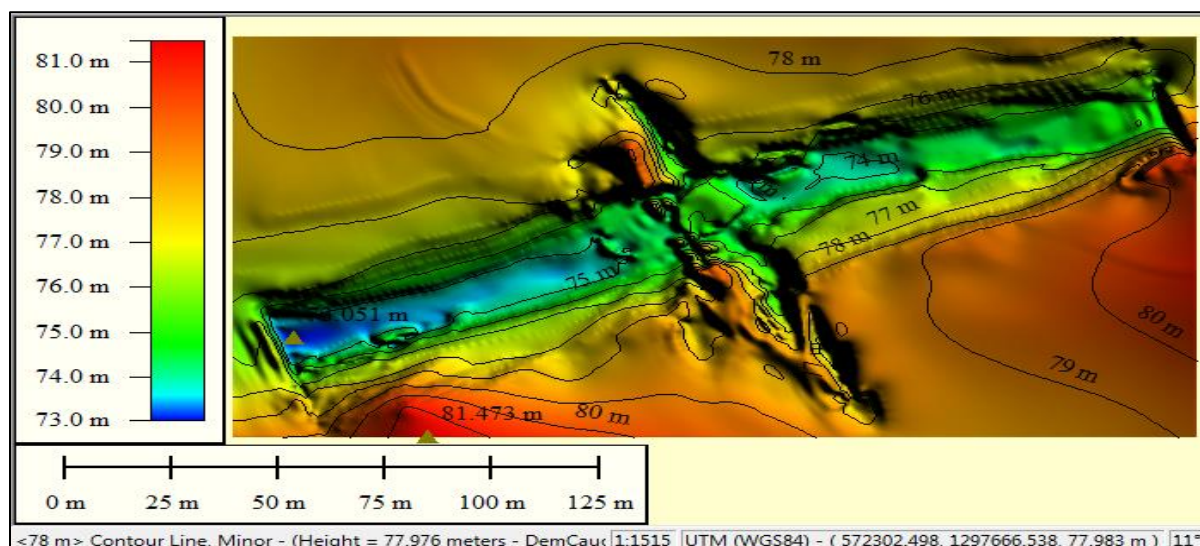 81.0 m
80.0 m
79.0 m
78.0 m
77.0 m
76.0 m
75.0 m
74.0 m
73.0 m
78 m
76 m
74 m
77 m
78 m
75 m
.051 m
80 m
79 m
81.473 m
80 m
0 m 25 m 50 m 75 m 100 m 125 m
<78 m> Contour Line, Minor - (Height = 77.976 meters - DemCauc 1:1515 UTM (WGS84) - ( 572302.498, 1297666.538, 77.983 m ) 11°